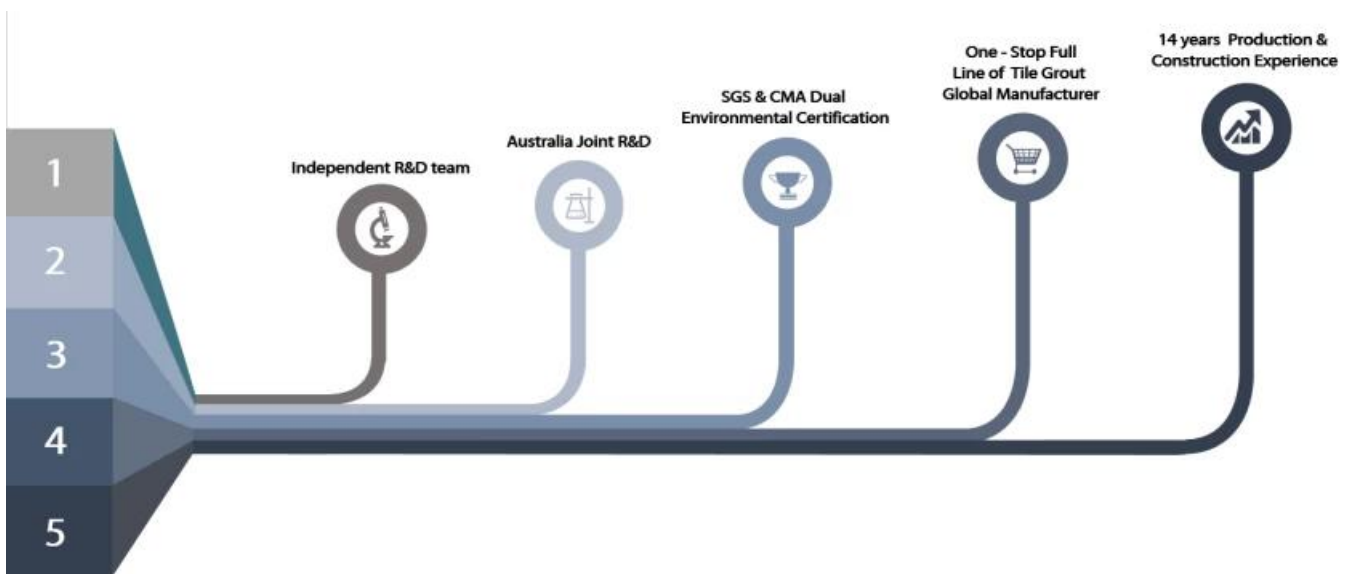 1
2
3
4
5
Independent R&D team
Australia Joint R&D
SGS & CMA Dual
Environmental Certification
One - Stop Full
Line of Tile Grout
Global Manufacturer
14 years Production &
Construction Experience